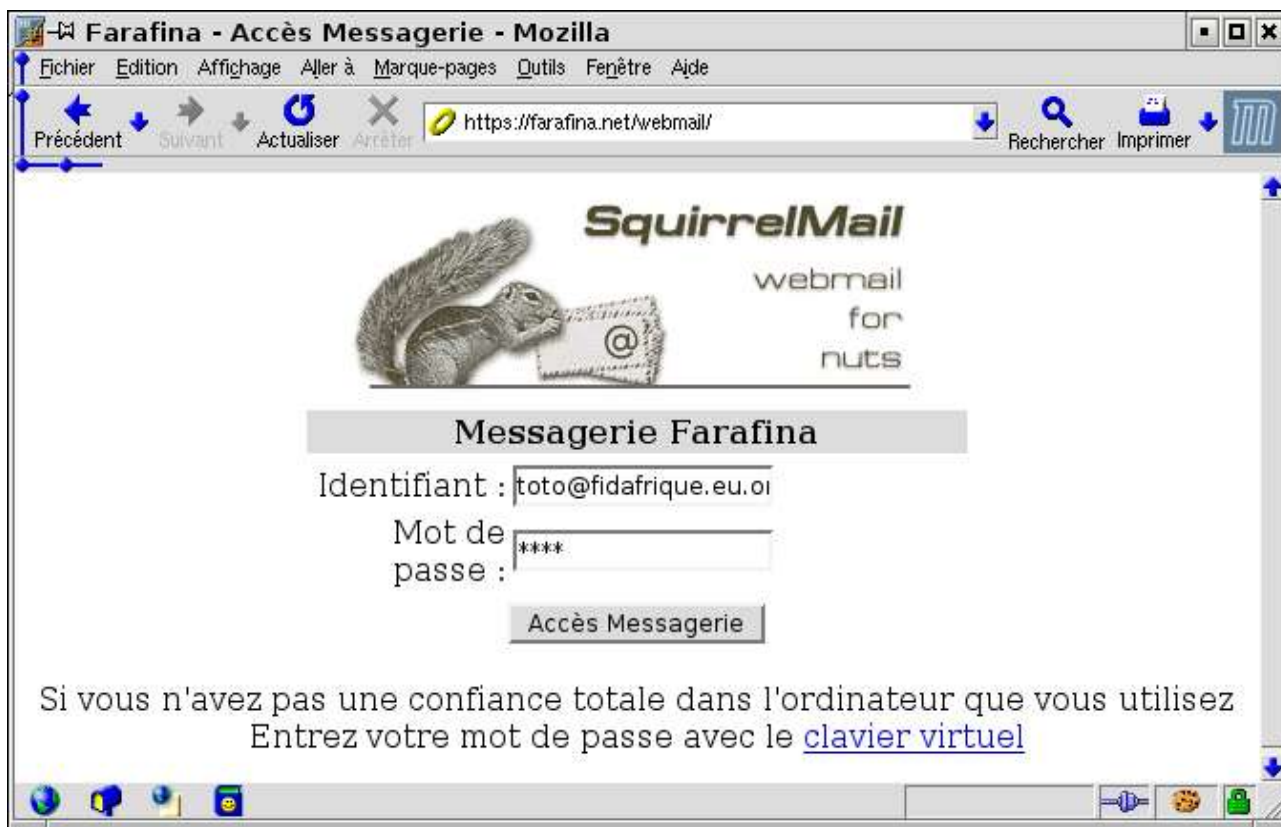 Farafina - Accès Messagerie - Mozilla
Fichier Edition Affichage Aller à Marque-pages Outils Fenêtre Aide
Précédent Suivant Actualiser Arrêter https://farafina.net/webmail/ Rechercher Imprimer
SquirrelMail
webmail
for
nuts
@
Messagerie Farafina
Identifiant : toto@fidafrique.eu.or
Mot de
passe : ****
Accès Messagerie
Si vous n'avez pas une confiance totale dans l'ordinateur que vous utilisez
Entrez votre mot de passe avec le clavier virtuel